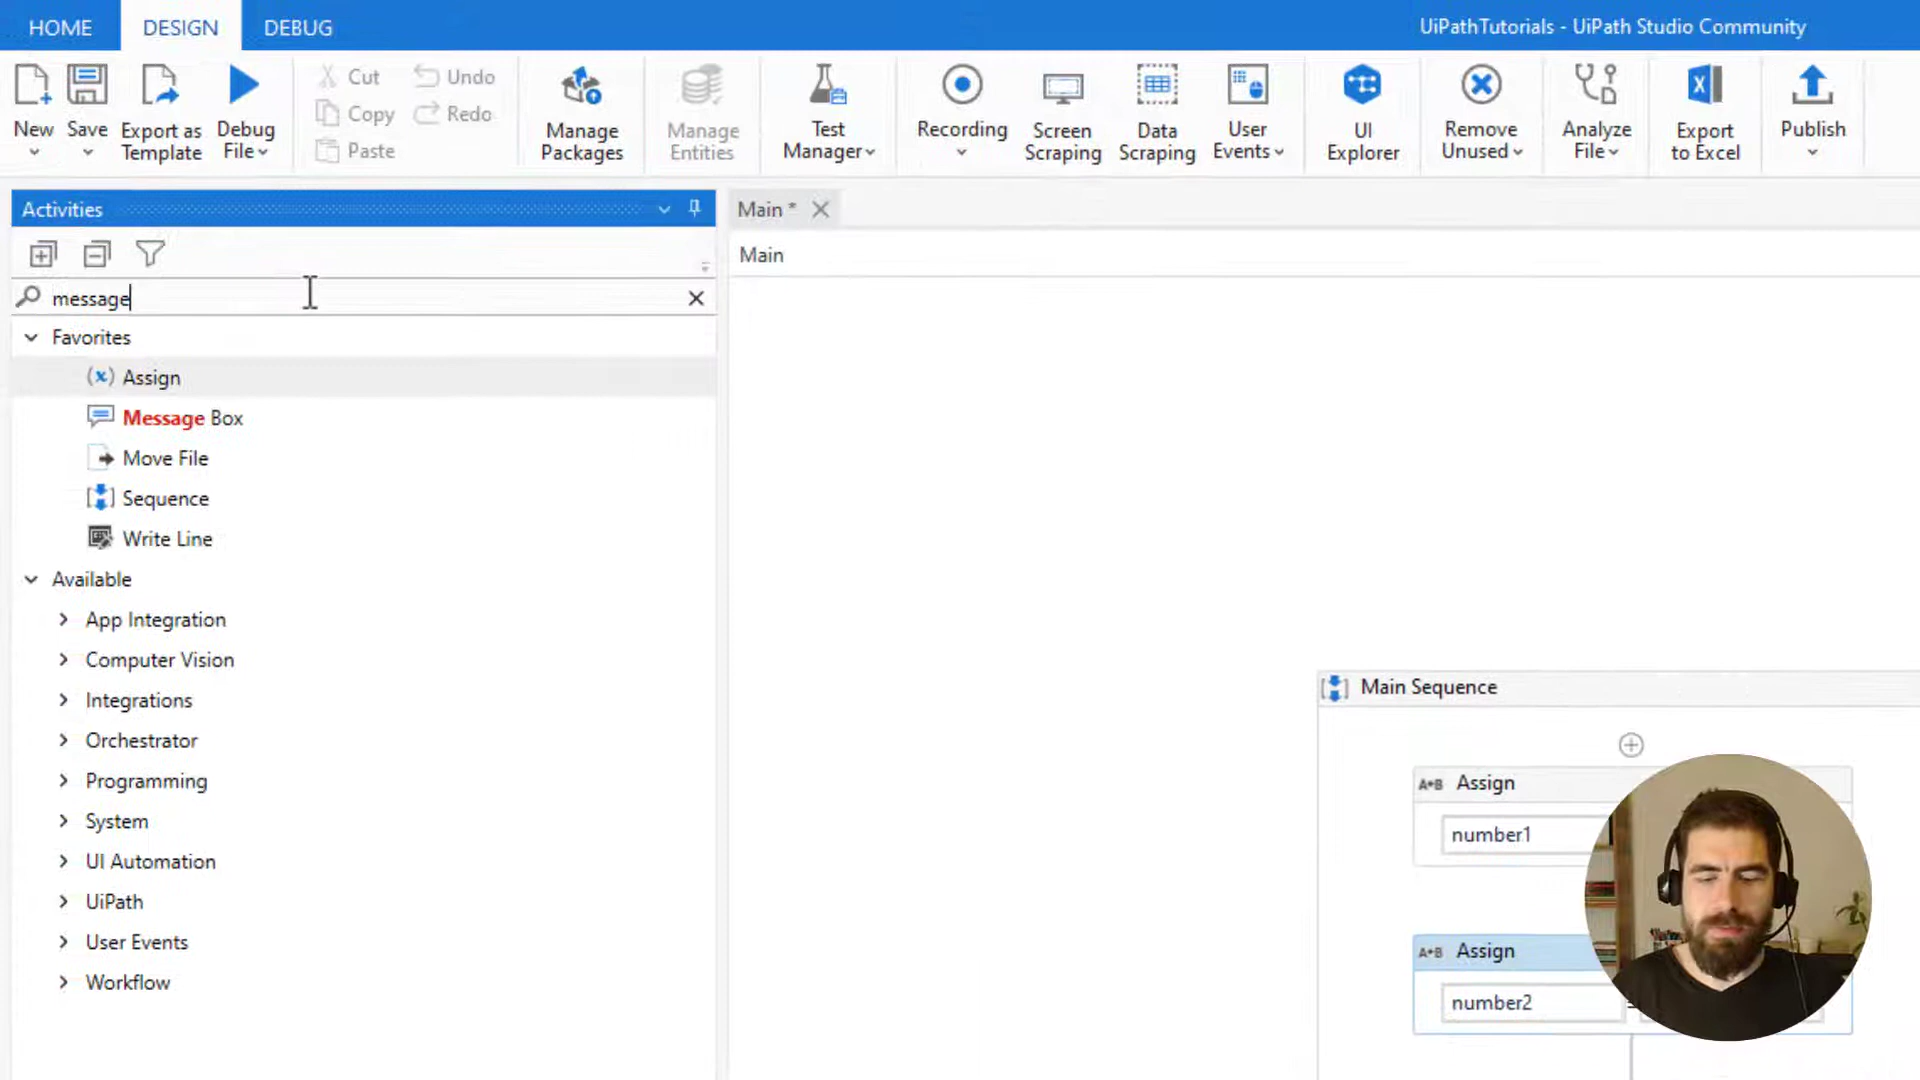 HOME DESIGN DEBUG UiPathTutorials - UiPath Studio Community
New Save Export as Template Debug File
Cut Undo
Copy Redo
Paste
Manage Packages Manage Entities Test Manager Recording Screen Scraping Data Scraping User Events UI Explorer Remove Unused Analyze File Export to Excel Publish
Activities
Main *
Main
message
Favorites
Assign
Message Box
Move File
Sequence
Write Line
Available
App Integration
Computer Vision
Integrations
Orchestrator
Programming
System
UI Automation
UiPath
User Events
Workflow
Main Sequence
A+B Assign
number1
A+B Assign
number2